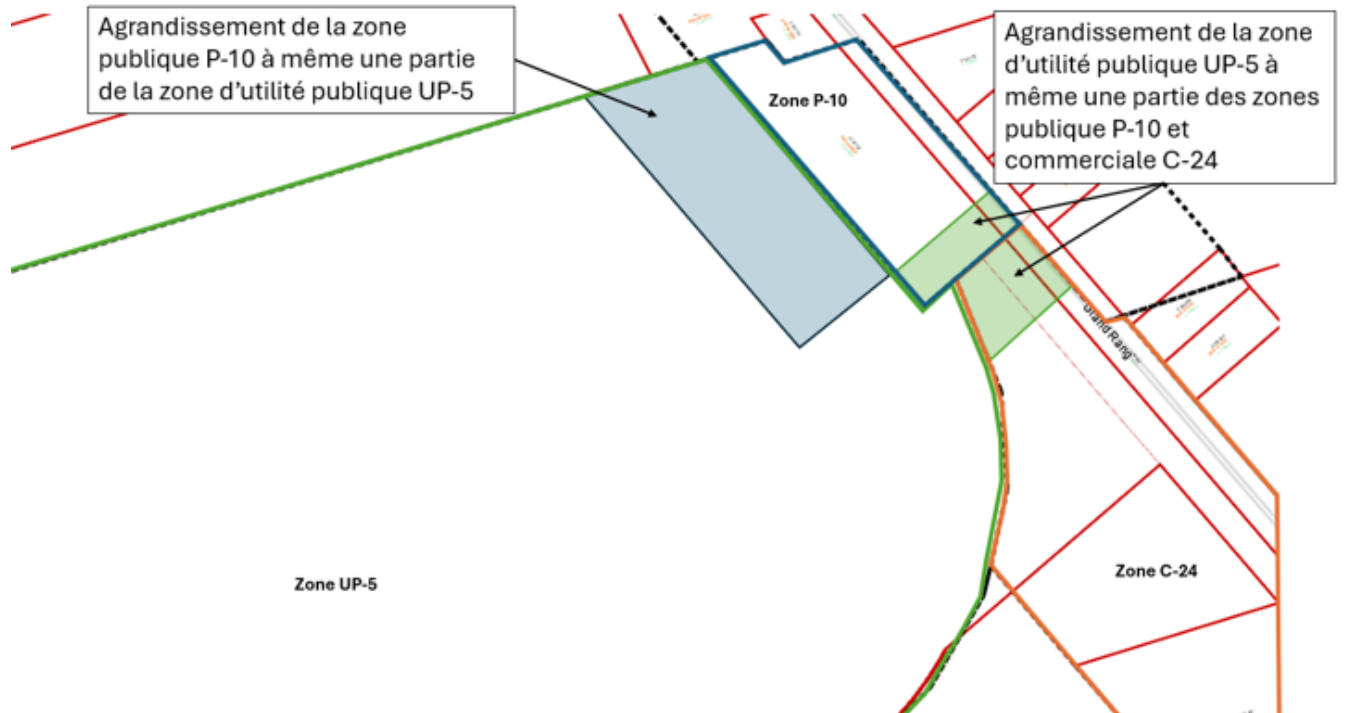 Agrandissement de la zone
publique P-10 à même une partie
de la zone d'utilité publique UP-5
Agrandissement de la zone
d'utilité publique UP-5 à
même une partie des zones
publique P-10 et
commerciale C-24
Zone P-10
Grand Rang
Zone UP-5
Zone C-24